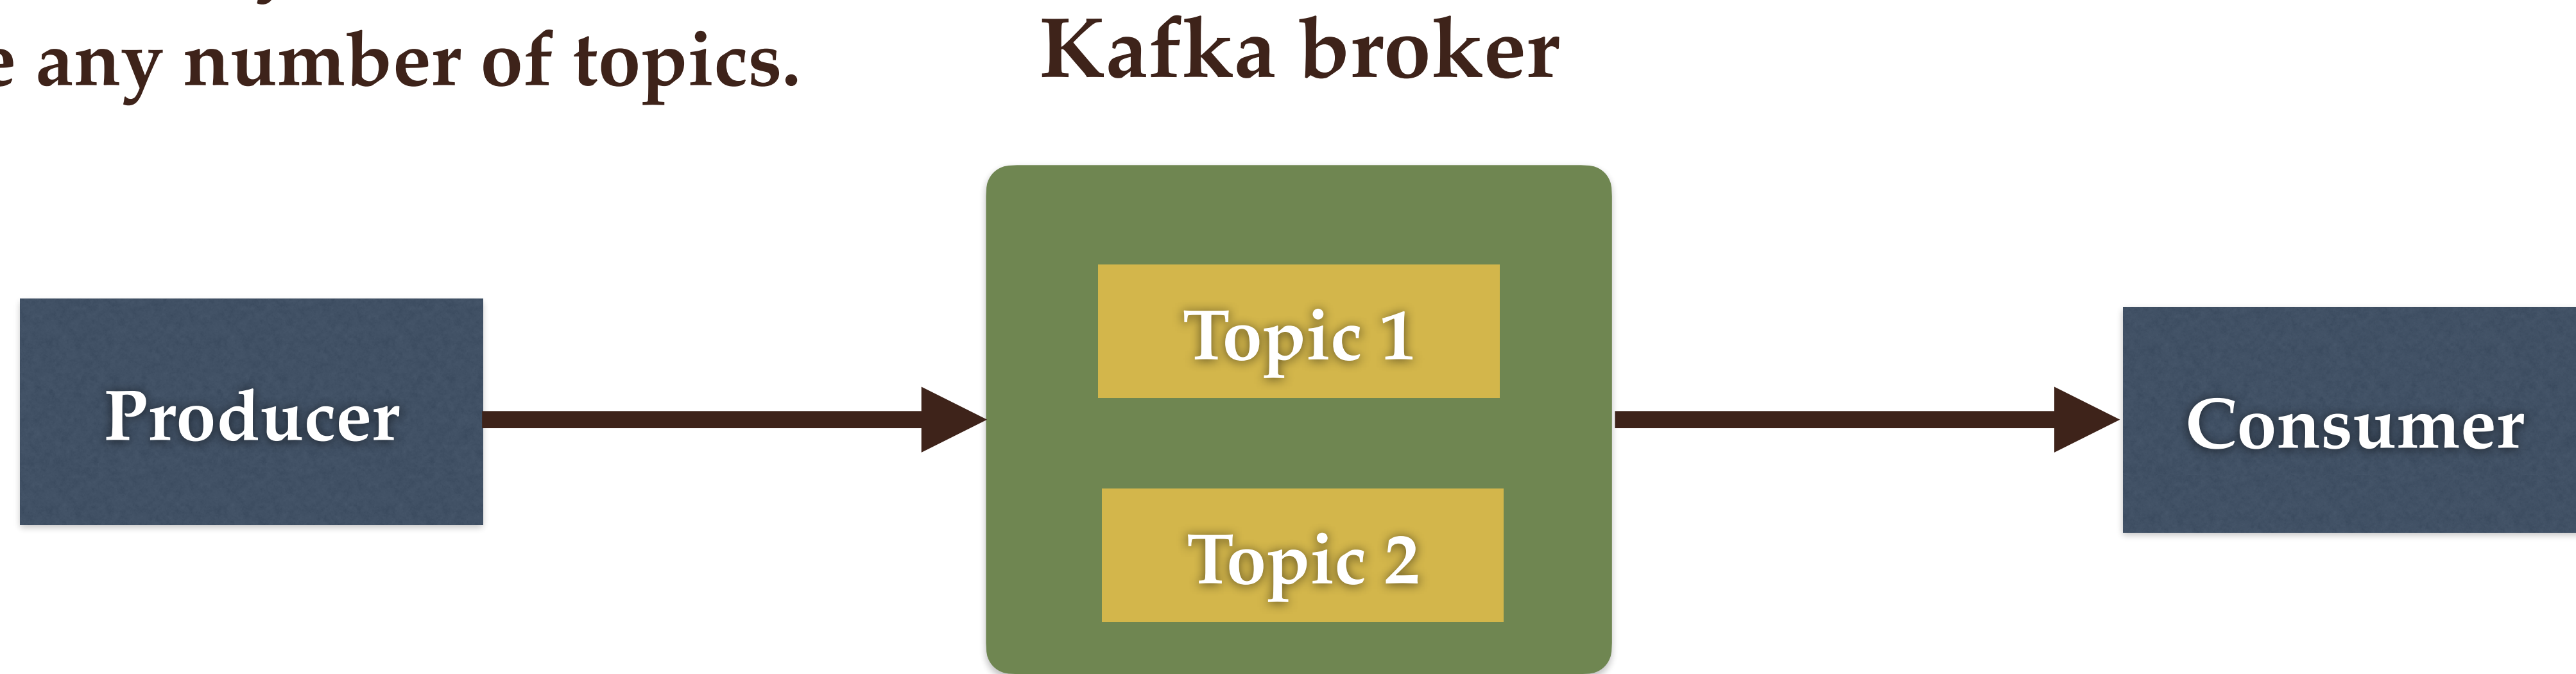 any number of topics.
Kafka broker
Topic 1
Producer
Consumer
Topic 2